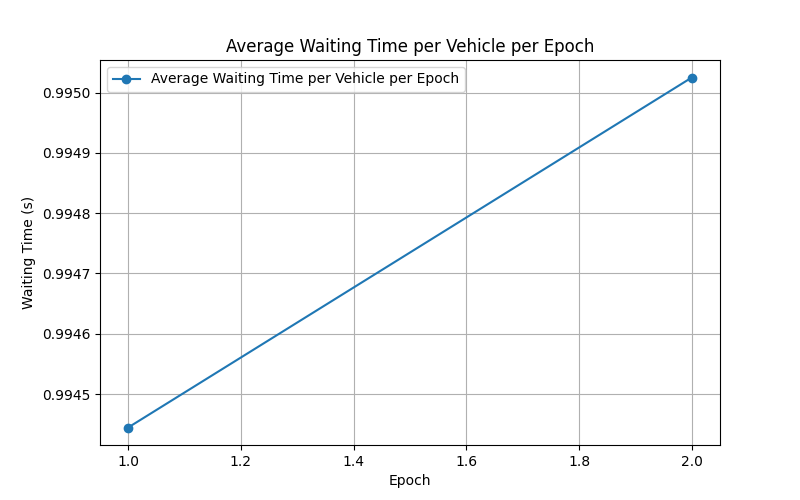 Average Waiting Time per Vehicle per Epoch
Average Waiting Time per Vehicle per Epoch
0.9950
0.9949
0.9948
0.9947
0.9946
0.9945
Waiting Time (s)
1.0 1.2 1.4 1.6 1.8 2.0
Epoch